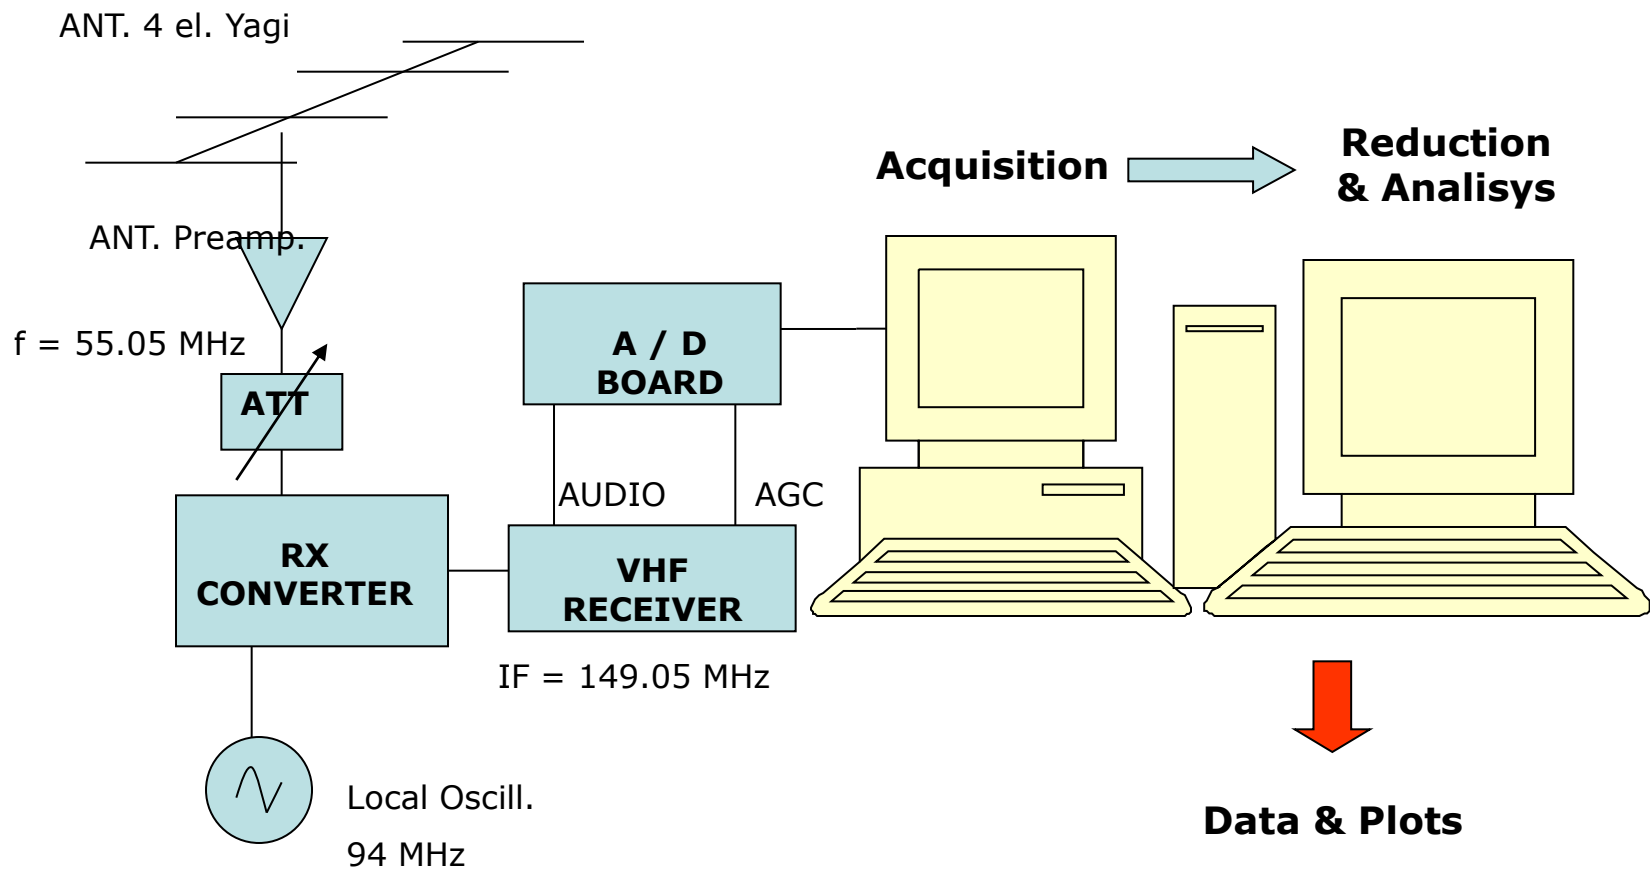 ANT. 4 el. Yagi
ANT. Preamp.
f = 55.05 MHz
ATT
RX
CONVERTER
Local Oscill.
94 MHz
A / D
BOARD
AUDIO
AGC
VHF
RECEIVER
IF = 149.05 MHz
Acquisition
Reduction
& Analisys
Data & Plots